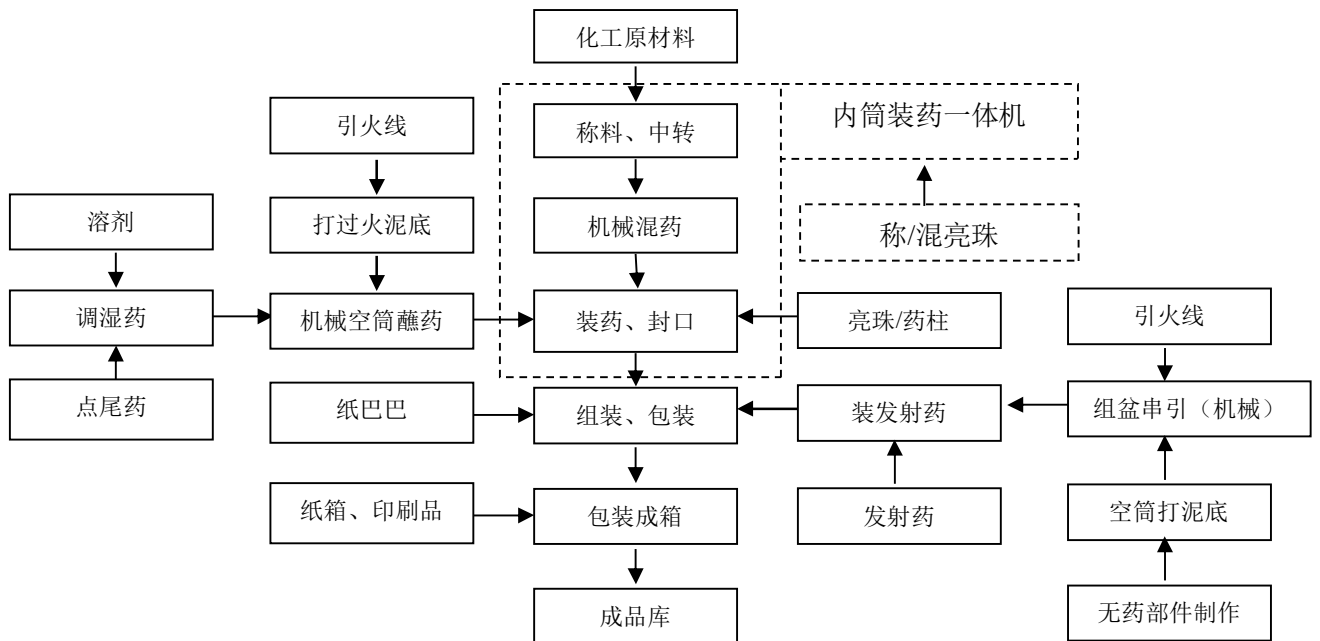 化工原材料
引火线
称料、中转
内筒装药一体机
溶剂
打过火泥底
机械混药
称/混亮珠
调湿药
机械空筒蘸药
装药、封口
亮珠/药柱
引火线
点尾药
纸巴巴
组装、包装
装发射药
组盆串引（机械）
纸箱、印刷品
包装成箱
发射药
空筒打泥底
成品库
无药部件制作